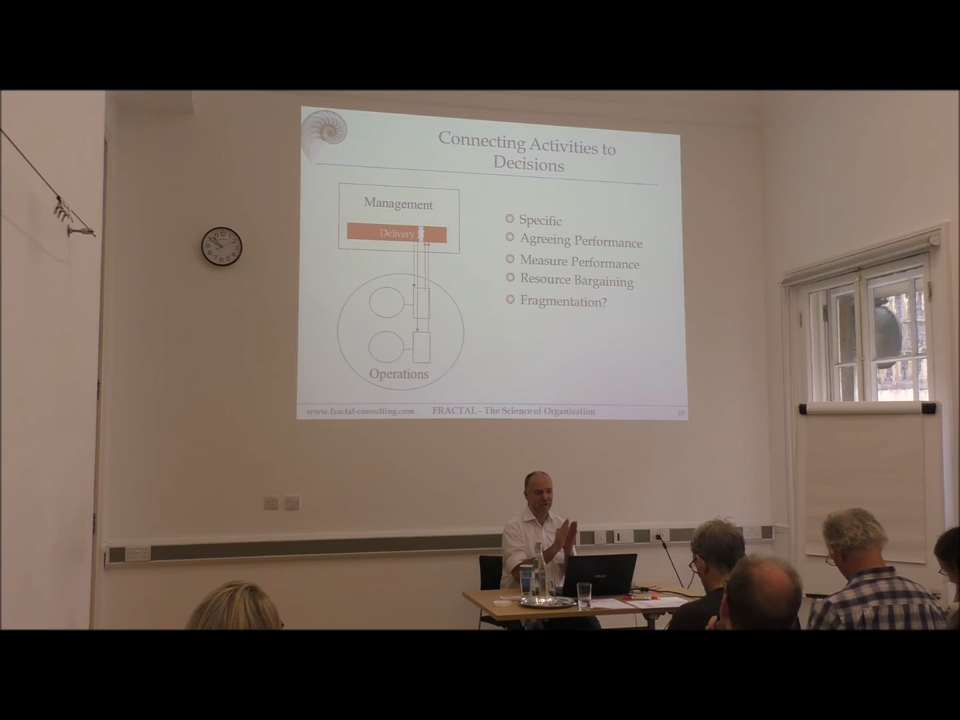 Connecting Activities to
Decisions
Management
Delivery
Specific
Agreeing Performance
Measure Performance
Resource Bargaining
Fragmentation?
Operations
www.fractal-consulting.com
FRACTAL - The Science of Organisation